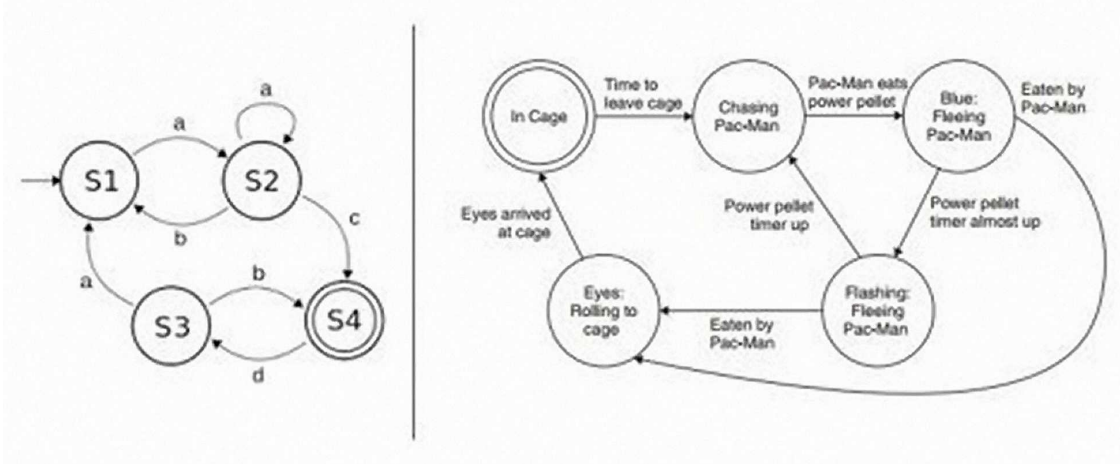 a
a
S1
S2
b
c
a
b
S3
S4
d
In Cage
Time to
leave cage
Chasing
Pac-Man
Pac-Man eats
power pellet
Blue:
Fleeing
Pac-Man
Eaten by
Pac-Man
Eyes arrived
at cage
Power pellet
timer up
Power pellet
timer almost up
Eyes:
Rolling to
cage
Eaten by
Pac-Man
Flashing:
Fleeing
Pac-Man